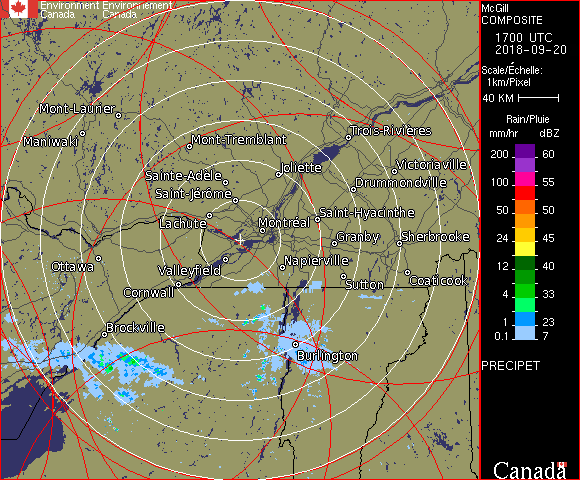 Environment Environnement
Canada Canada
McGill
COMPOSITE
1700 UTC
2018-09-20
Scale/Échelle:
1km/Pixel
40 KM
Rain/Pluie
mm/hr dBZ
200 60
100 55
50 50
24 45
12 40
4 33
1 23
0.1 7
PRECIPET
Canada
Mont-Laurier
Maniwaki
Mont-Tremblant
Trois-Rivières
Joliette
Victoriaville
Sainte-Adèle
Drummondville
Saint-Jérôme
Lachute
Montréal
Saint-Hyacinthe
Granby
Sherbrooke
Ottawa
Valleyfield
Napierville
Cornwall
Sutton
Coaticook
Brockville
Burlington